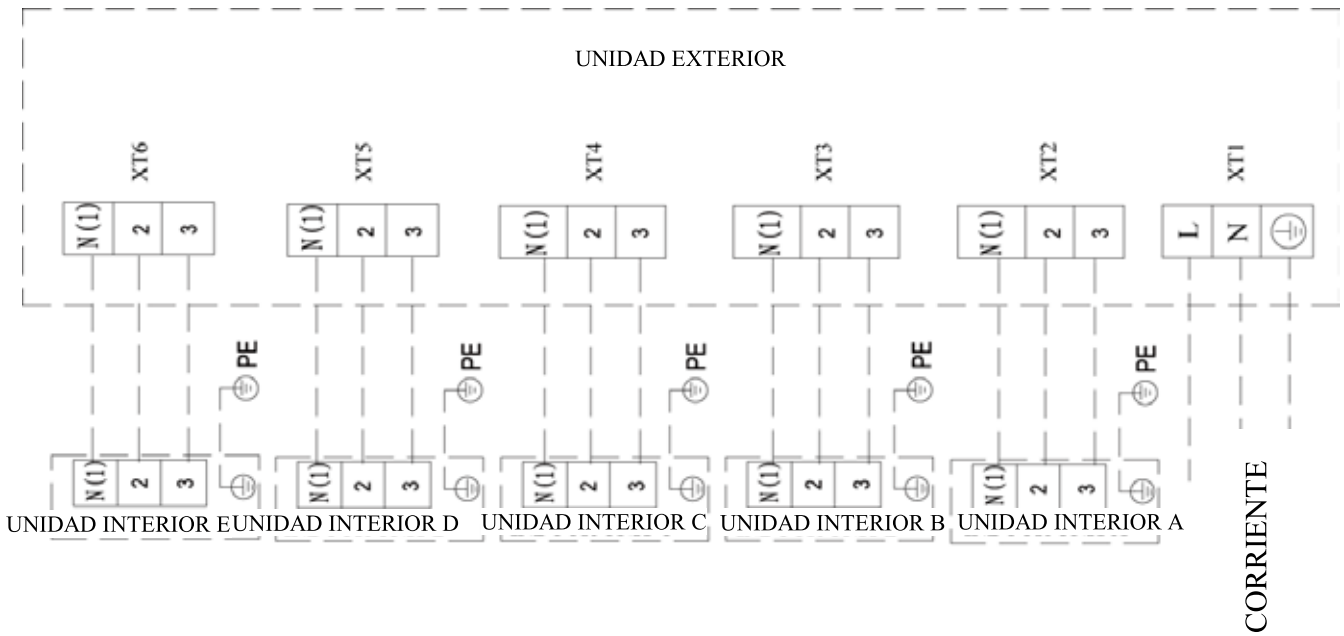 UNIDAD EXTERIOR
XT6
XT5
XT4
XT3
XT2
XT1
N(1) 2 3
N(1) 2 3
N(1) 2 3
N(1) 2 3
N(1) 2 3
L N
PE
PE
PE
PE
PE
N(1) 2 3
N(1) 2 3
N(1) 2 3
N(1) 2 3
N(1) 2 3
UNIDAD INTERIOR E
UNIDAD INTERIOR D
UNIDAD INTERIOR C
UNIDAD INTERIOR B
UNIDAD INTERIOR A
CORRIENTE